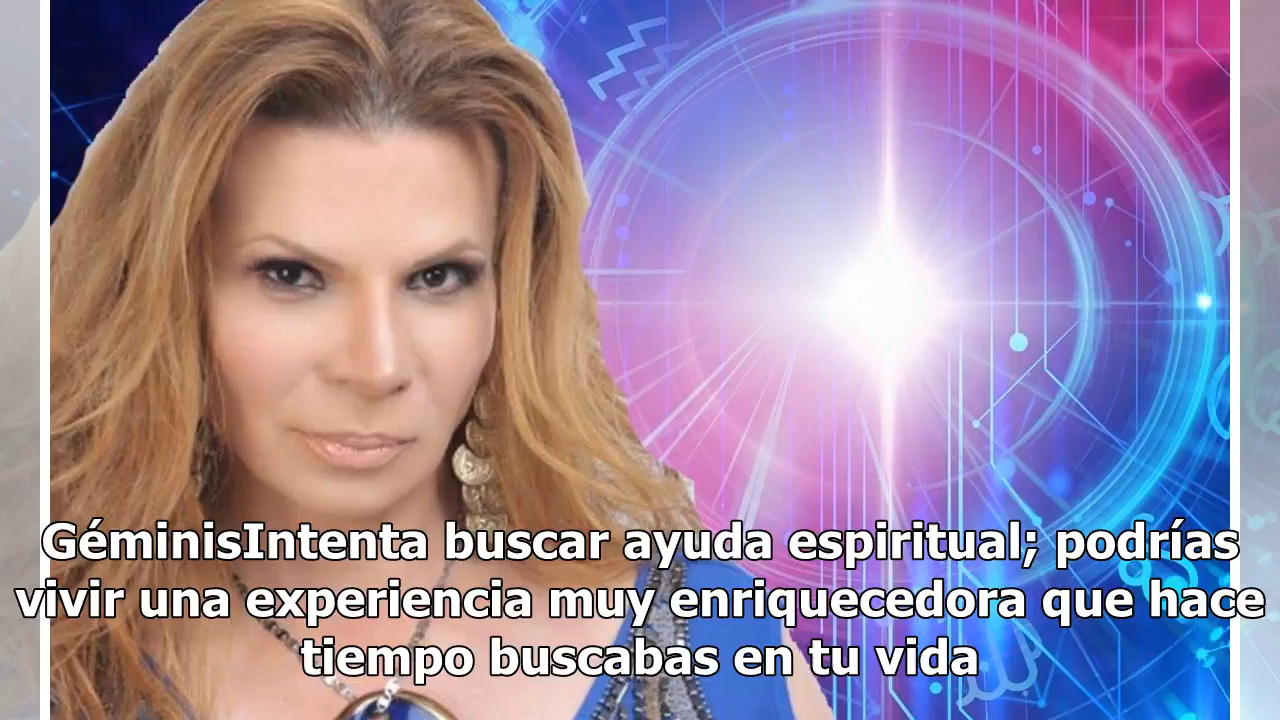 GéminisIntenta buscar ayuda espiritual; podrías
vivir una experiencia muy enriquecedora que hace
tiempo buscabas en tu vida